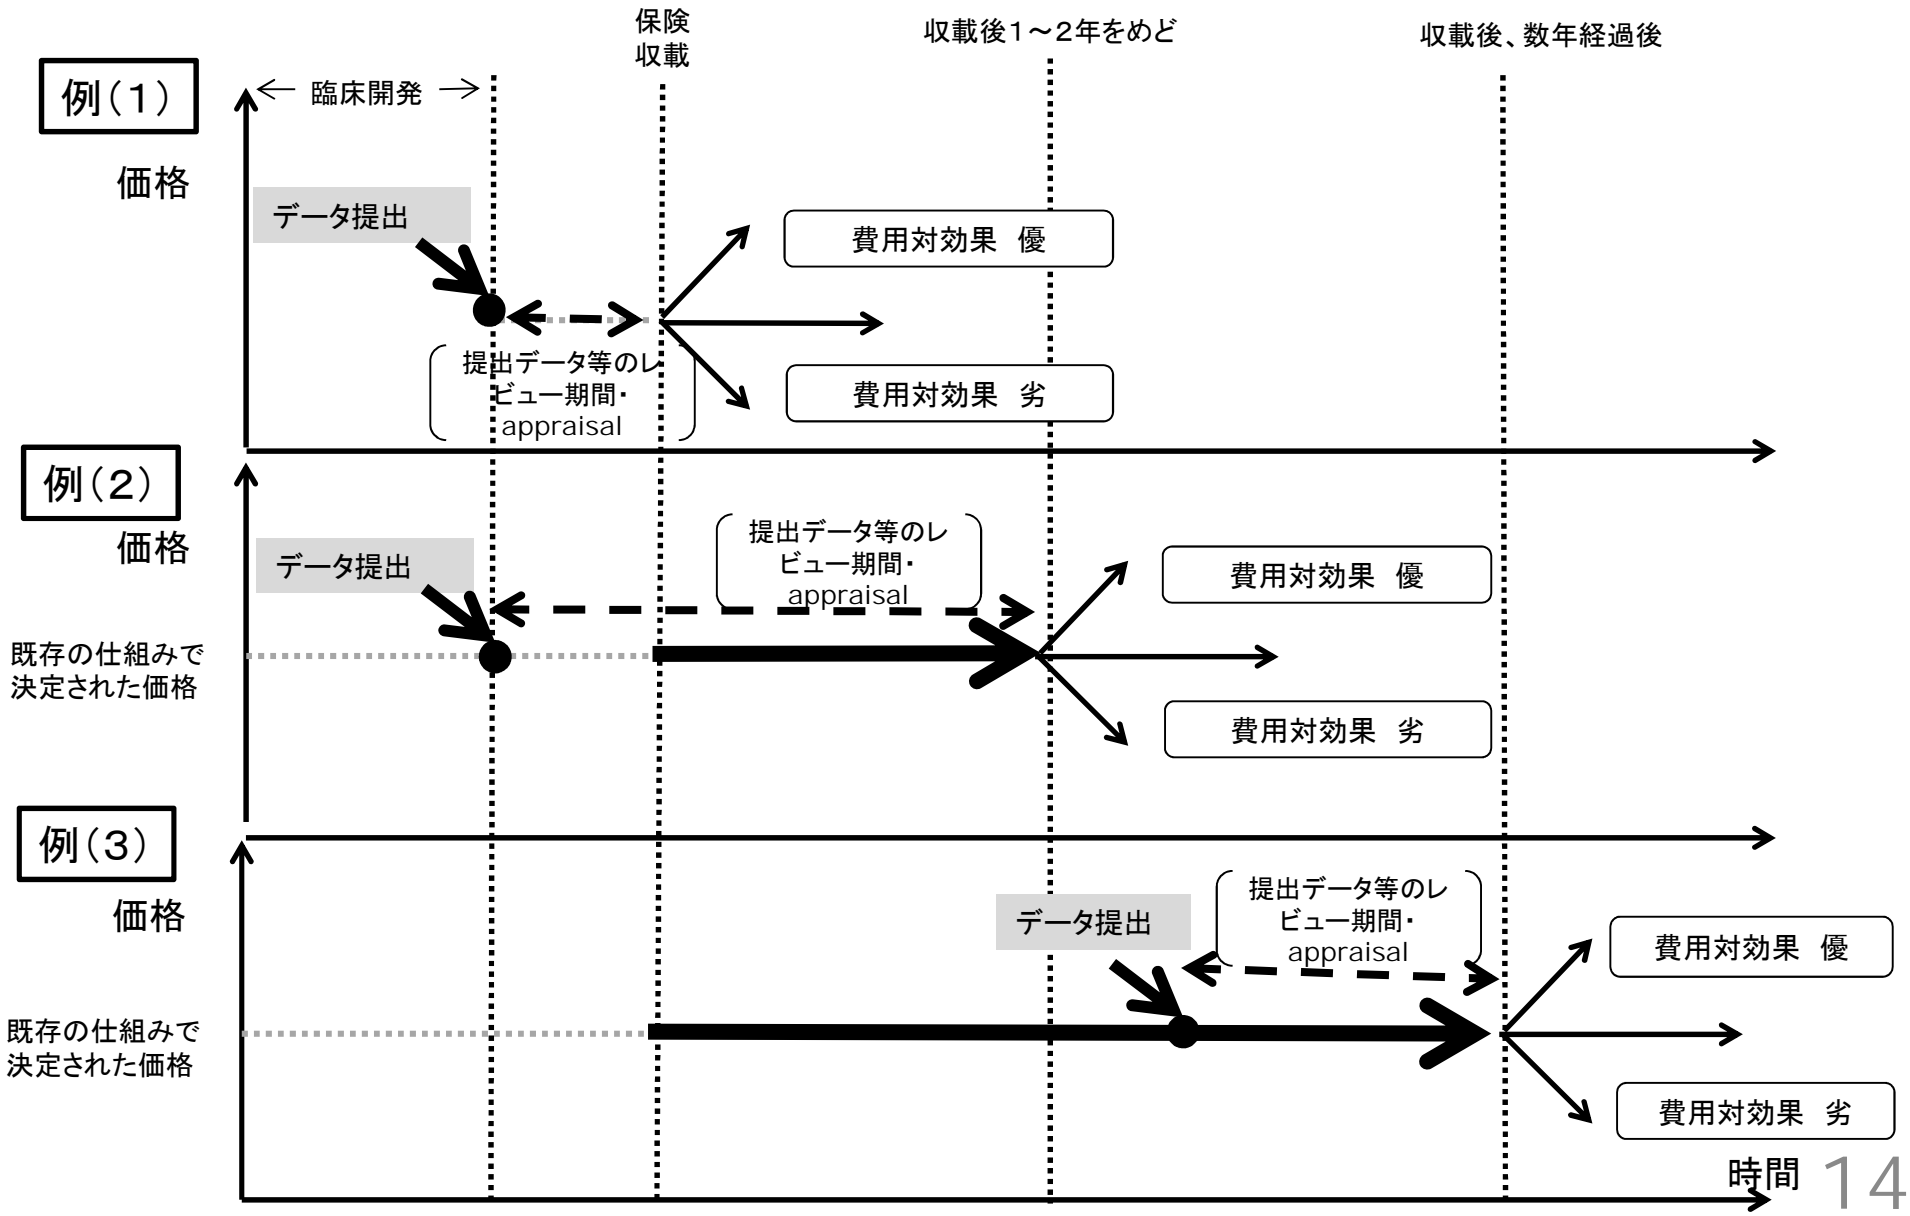 保険
収載
収載後１～２年をめど
収載後、数年経過後
例（１）
臨床開発
価格
データ提出
費用対効果　優
提出データ等のレ
ビュー期間・
appraisal
費用対効果　劣
例（２）
価格
データ提出
提出データ等のレ
ビュー期間・
appraisal
費用対効果　優
既存の仕組みで
決定された価格
費用対効果　劣
例（３）
価格
データ提出
提出データ等のレ
ビュー期間・
appraisal
費用対効果　優
既存の仕組みで
決定された価格
費用対効果　劣
時間
14